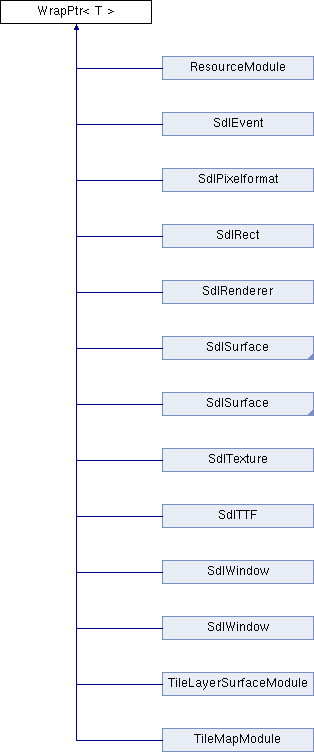 WrapPtr< T >
ResourceModule
SdlEvent
SdlPixelformat
SdlRect
SdlRenderer
SdlSurface
SdlSurface
SdlTexture
SdlTTF
SdlWindow
SdlWindow
TileLayerSurfaceModule
TileMapModule